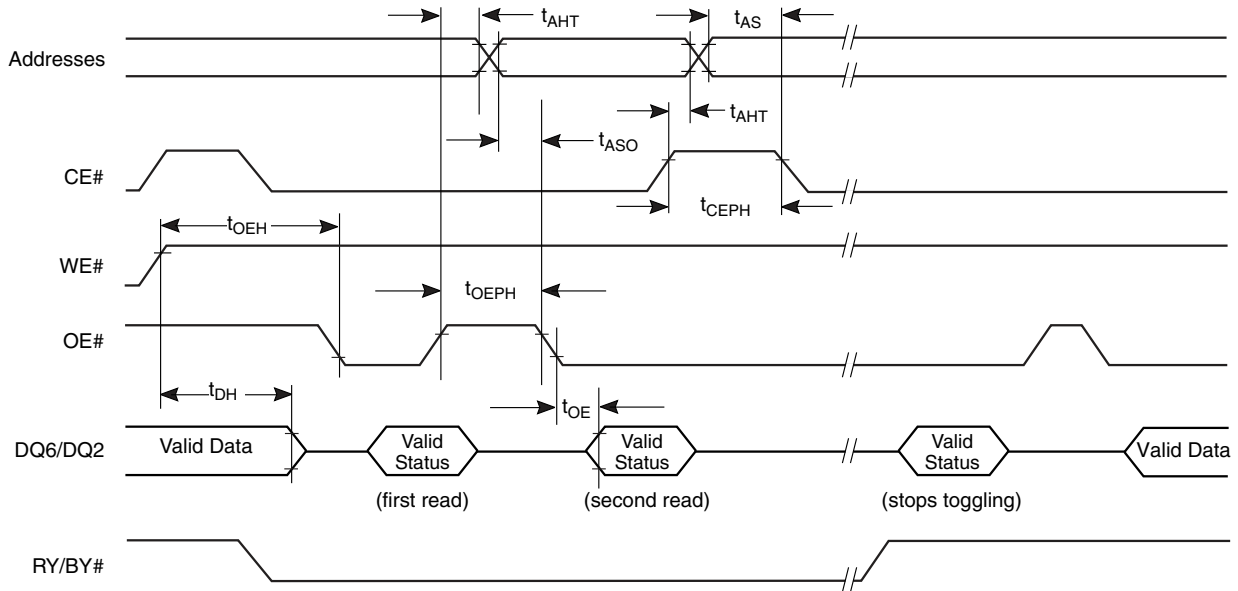 tAHT
tAS
Addresses
tAHT
tASO
CE#
tCEPH
tOEH
WE#
tOEPH
OE#
tDH
tOE
DQ6/DQ2
Valid Data
Valid
Status
Valid
Status
Valid
Status
Valid Data
(first read)
(second read)
(stops toggling)
RY/BY#